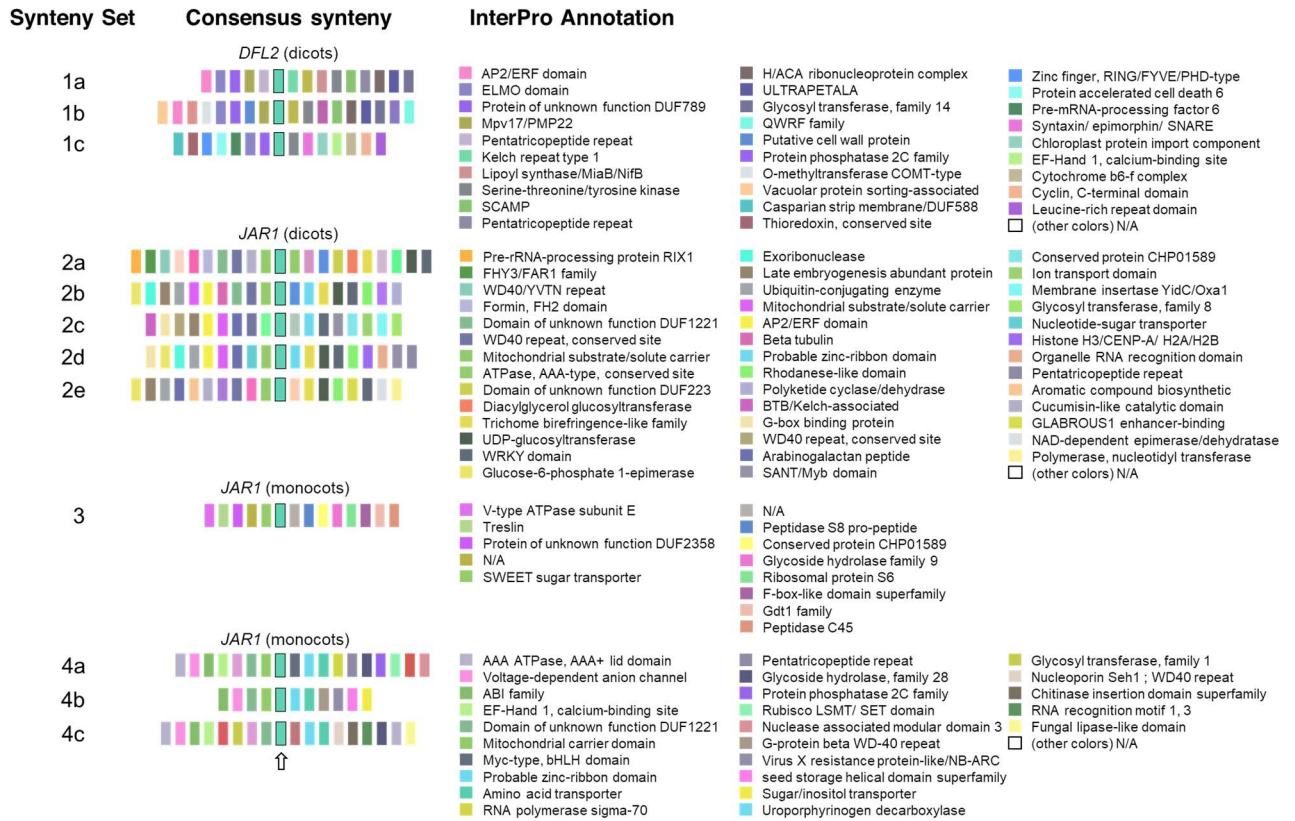 Synteny Set Consensus synteny InterPro Annotation
DFL2 (dicots)
1a
1b
1c
AP2/ERF domain
ELMO domain
Protein of unknown function DUF789
Mpv17/PMP22
Pentatricopeptide repeat
Kelch repeat type 1
Lipoyl synthase/MiaB/NifB
Serine-threonine/tyrosine kinase
SCAMP
Pentatricopeptide repeat
H/ACA ribonucleoprotein complex
ULTRAPETALA
Glycosyl transferase, family 14
QWRF family
Putative cell wall protein
Protein phosphatase 2C family
O-methyltransferase COMT-type
Vacuolar protein sorting-associated
Casparian strip membrane/DUF588
Thioredoxin, conserved site
Zinc finger, RING/FYVE/PHD-type
Protein accelerated cell death 6
Pre-mRNA-processing factor 6
Syntaxin/ epimorphin/ SNARE
Chloroplast protein import component
EF-Hand 1, calcium-binding site
Cytochrome b6-f complex
Cyclin, C-terminal domain
Leucine-rich repeat domain
(other colors) N/A
JAR1 (dicots)
2a
2b
2c
2d
2e
Pre-rRNA-processing protein RIX1
FHY3/FAR1 family
WD40/YVTN repeat
Formin, FH2 domain
Domain of unknown function DUF1221
WD40 repeat, conserved site
Mitochondrial substrate/solute carrier
ATPase, AAA-type, conserved site
Domain of unknown function DUF223
Diacylglycerol glucosyltransferase
Trichome birefringence-like family
UDP-glucosyltransferase
WRKY domain
Glucose-6-phosphate 1-epimerase
Exoribonuclease
Late embryogenesis abundant protein
Ubiquitin-conjugating enzyme
Mitochondrial substrate/solute carrier
AP2/ERF domain
Beta tubulin
Probable zinc-ribbon domain
Rhodanese-like domain
Polyketide cyclase/dehydrase
BTB/Kelch-associated
G-box binding protein
WD40 repeat, conserved site
Arabinogalactan peptide
SANT/Myb domain
Conserved protein CHP01589
Ion transport domain
Membrane insertase YidC/Oxa1
Glycosyl transferase, family 8
Nucleotide-sugar transporter
Histone H3/CENP-A/ H2A/H2B
Organelle RNA recognition domain
Pentatricopeptide repeat
Aromatic compound biosynthetic
Cucumisin-like catalytic domain
GLABROUS1 enhancer-binding
NAD-dependent epimerase/dehydratase
Polymerase, nucleotidyl transferase
(other colors) N/A
JAR1 (monocots)
3
V-type ATPase subunit E
Treslin
Protein of unknown function DUF2358
N/A
SWEET sugar transporter
N/A
Peptidase S8 pro-peptide
Conserved protein CHP01589
Glycoside hydrolase family 9
Ribosomal protein S6
F-box-like domain superfamily
Gdt1 family
Peptidase C45
JAR1 (monocots)
4a
4b
4c
AAA ATPase, AAA+ lid domain
Voltage-dependent anion channel
ABI family
EF-Hand 1, calcium-binding site
Domain of unknown function DUF1221
Mitochondrial carrier domain
Myc-type, bHLH domain
Probable zinc-ribbon domain
Amino acid transporter
RNA polymerase sigma-70
Pentatricopeptide repeat
Glycoside hydrolase, family 28
Protein phosphatase 2C family
Rubisco LSMT/ SET domain
Nuclease associated modular domain 3
G-protein beta WD-40 repeat
Virus X resistance protein-like/NB-ARC
seed storage helical domain superfamily
Sugar/inositol transporter
Uroporphyrinogen decarboxylase
Glycosyl transferase, family 1
Nucleoporin Seh1 ; WD40 repeat
Chitinase insertion domain superfamily
RNA recognition motif 1, 3
Fungal lipase-like domain
(other colors) N/A